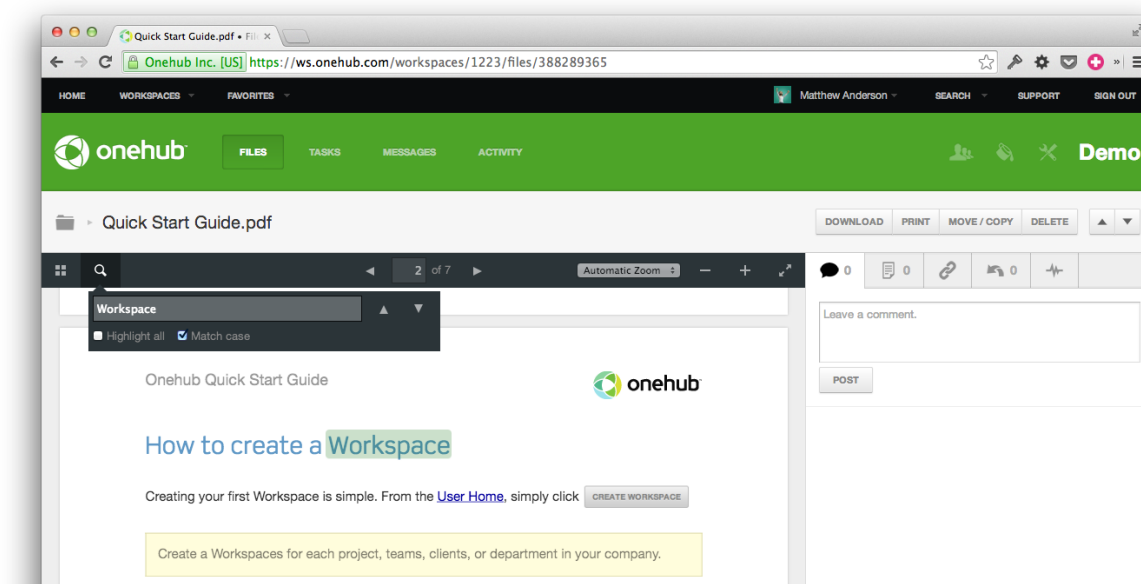 Quick Start Guide.pdf • Fil ×
Onehub Inc. [US] https://ws.onehub.com/workspaces/1223/files/388289365
HOME WORKSPACES FAVORITES Matthew Anderson SEARCH SUPPORT SIGN OUT
onehub FILES TASKS MESSAGES ACTIVITY Demo
Quick Start Guide.pdf DOWNLOAD PRINT MOVE / COPY DELETE
2 of 7 Automatic Zoom 0 0 0
Workspace
Highlight all Match case
Leave a comment.
POST
Onehub Quick Start Guide onehub
How to create a Workspace
Creating your first Workspace is simple. From the User Home, simply click CREATE WORKSPACE
Create a Workspaces for each project, teams, clients, or department in your company.